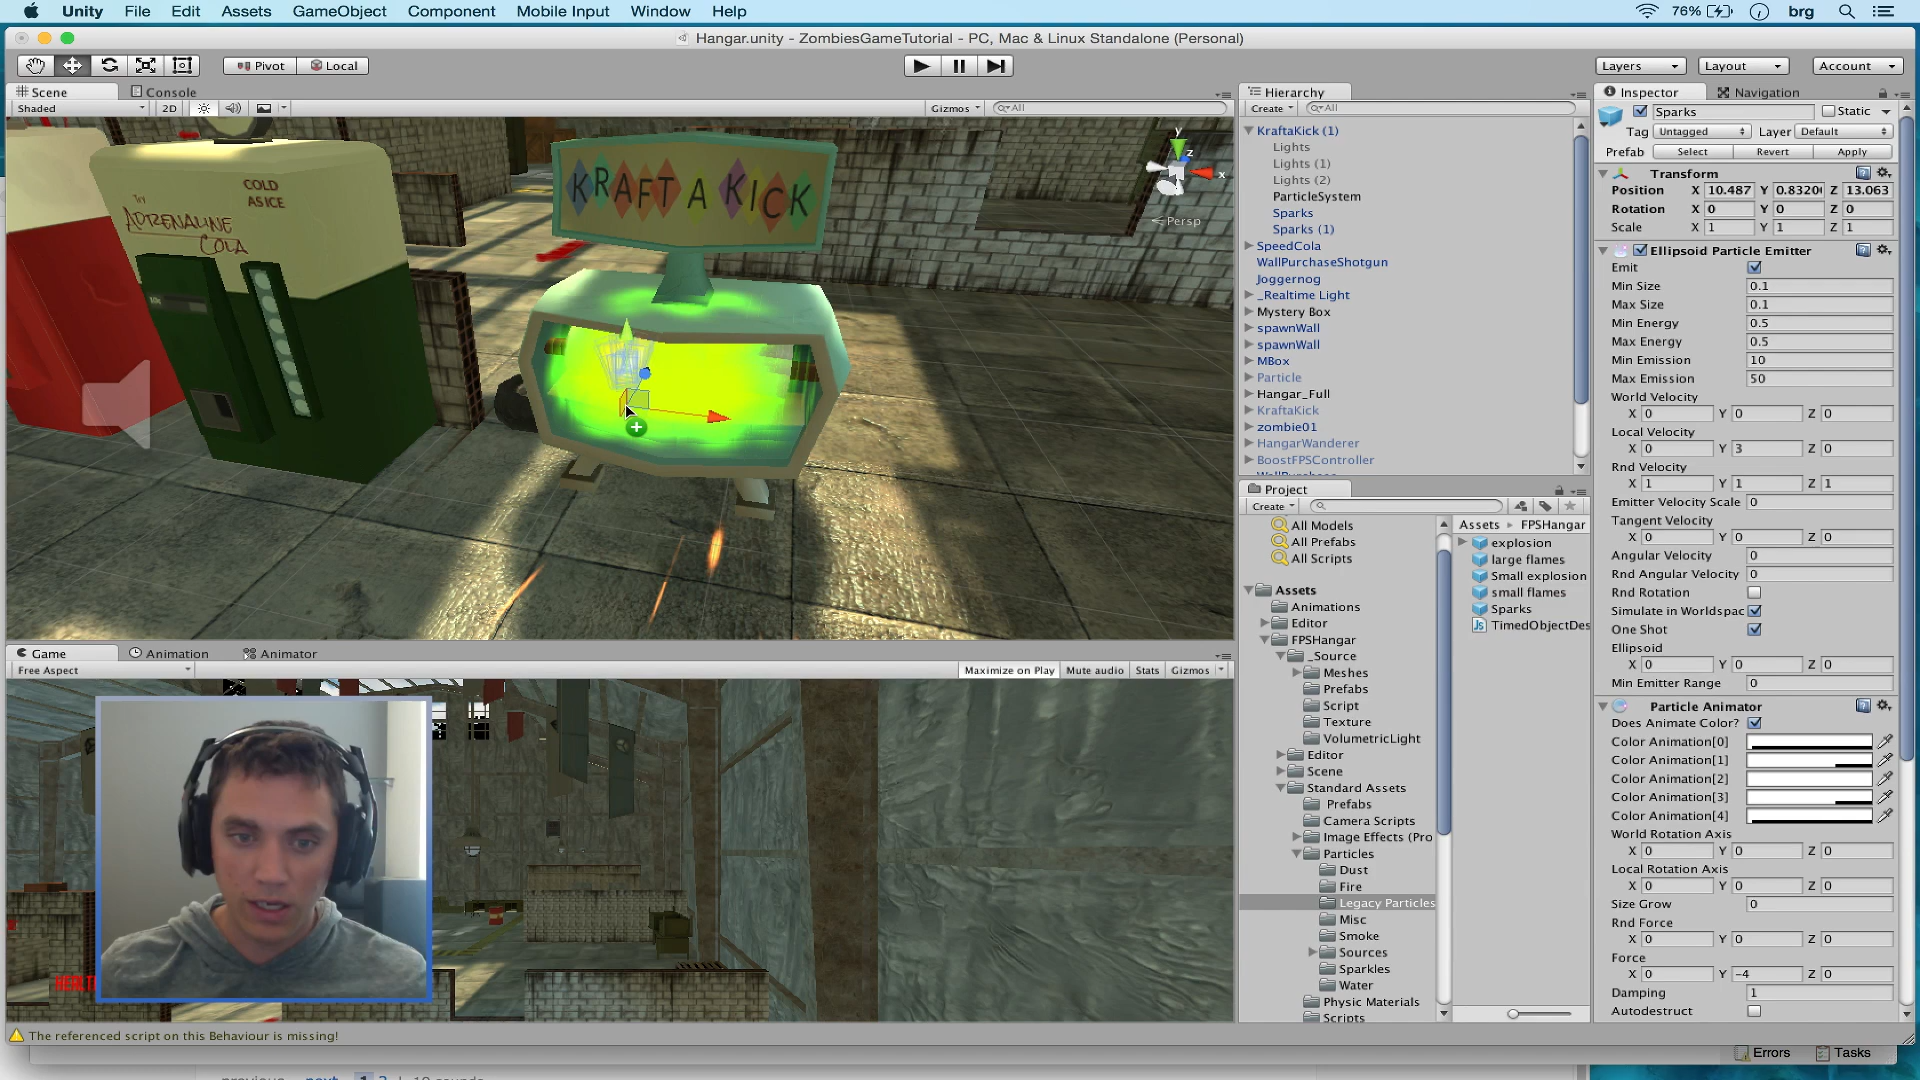 Unity File Edit Assets GameObject Component Mobile Input Window Help 76% brg
Hangar.unity - ZombiesGameTutorial - PC, Mac & Linux Standalone (Personal)
Pivot Local Layers Layout Account
Scene Console Hierarchy Inspector Navigation
Shaded 2D Gizmos All Create All
Sparks Static
Tag Untagged Layer Default
Prefab Select Revert Apply
Transform
Position X 10.487 Y 0.8320 Z 13.063
Rotation X 0 Y 0 Z 0
Scale X 1 Y 1 Z 1
Ellipsoid Particle Emitter
Emit
Min Size 0.1
Max Size 0.1
Min Energy 0.5
Max Energy 0.5
Min Emission 10
Max Emission 50
World Velocity
X 0 Y 0 Z 0
Local Velocity
X 0 Y 3 Z 0
Rnd Velocity
X 1 Y 1 Z 1
Emitter Velocity Scale 0
Tangent Velocity
X 0 Y 0 Z 0
Angular Velocity 0
Rnd Angular Velocity 0
Rnd Rotation
Simulate in Worldspac
One Shot
Ellipsoid
X 0 Y 0 Z 0
Min Emitter Range 0
Particle Animator
Does Animate Color?
Color Animation[0]
Color Animation[1]
Color Animation[2]
Color Animation[3]
Color Animation[4]
World Rotation Axis
X 0 Y 0 Z 0
Local Rotation Axis
X 0 Y 0 Z 0
Size Grow 0
Rnd Force
X 0 Y 0 Z 0
Force
X 0 Y -4 Z 0
Damping 1
Autodestruct
KraftaKick (1)
Lights
Lights (1)
Lights (2)
ParticleSystem
Sparks
Sparks (1)
SpeedCola
WallPurchaseShotgun
Joggernog
_Realtime Light
Mystery Box
spawnWall
spawnWall
MBox
Particle
Hangar_Full
KraftaKick
zombie01
HangarWanderer
BoostFPSController
WallPurchase
Project
Create
All Models
All Prefabs
All Scripts
Assets
Animations
Editor
FPSHangar
_Source
Meshes
Prefabs
Script
Texture
VolumetricLight
Editor
Scene
Standard Assets
Prefabs
Camera Scripts
Image Effects (Pro
Particles
Dust
Fire
Legacy Particles
Misc
Smoke
Sources
Sparkles
Water
Physic Materials
Scripts
Assets FPSHangar
explosion
large flames
Small explosion
small flames
Sparks
TimedObjectDes
y z x
Persp
KRAFT A KICK
COLD
AS ICE
TRY
ADRENALINE
COLA
Game Animation Animator
Free Aspect Maximize on Play Mute audio Stats Gizmos
The referenced script on this Behaviour is missing!
Errors Tasks